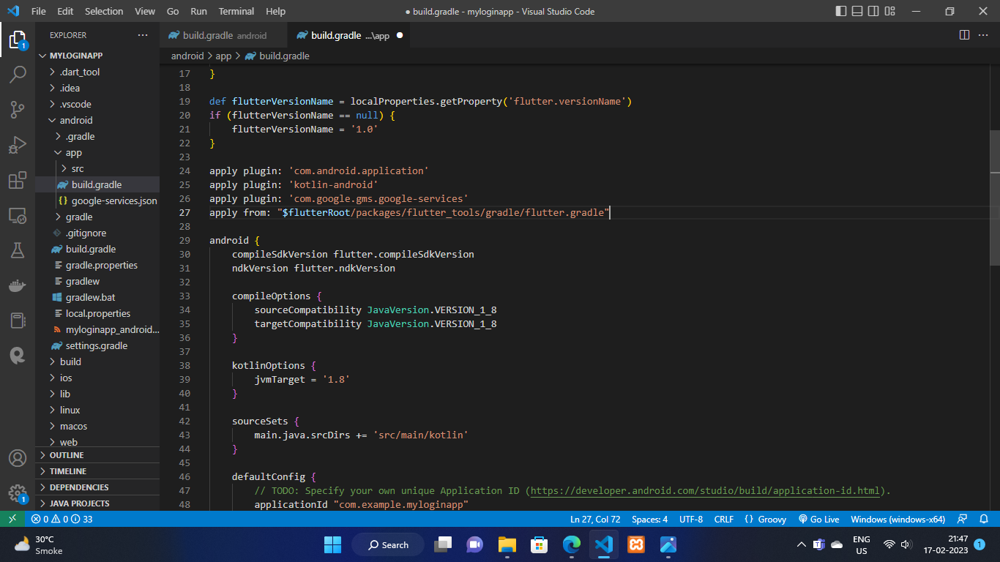 File Edit Selection View Go Run Terminal Help
● build.gradle - myloginapp - Visual Studio Code
EXPLORER
MYLOGINAPP
.dart_tool
.idea
.vscode
android
.gradle
app
src
build.gradle
google-services.json
gradle
.gitignore
build.gradle
gradle.properties
gradlew
gradlew.bat
local.properties
myloginapp_android...
settings.gradle
build
ios
lib
linux
macos
web
OUTLINE
TIMELINE
DEPENDENCIES
JAVA PROJECTS
1
1
build.gradle android
build.gradle ...\app ●
android > app > build.gradle
17 }
18
19 def flutterVersionName = localProperties.getProperty('flutter.versionName')
20 if (flutterVersionName == null) {
21     flutterVersionName = '1.0'
22 }
23
24 apply plugin: 'com.android.application'
25 apply plugin: 'kotlin-android'
26 apply plugin: 'com.google.gms.google-services'
27 apply from: "$flutterRoot/packages/flutter_tools/gradle/flutter.gradle"
28
29 android {
30     compileSdkVersion flutter.compileSdkVersion
31     ndkVersion flutter.ndkVersion
32
33     compileOptions {
34         sourceCompatibility JavaVersion.VERSION_1_8
35         targetCompatibility JavaVersion.VERSION_1_8
36     }
37
38     kotlinOptions {
39         jvmTarget = '1.8'
40     }
41
42     sourceSets {
43         main.java.srcDirs += 'src/main/kotlin'
44     }
45
46     defaultConfig {
47         // TODO: Specify your own unique Application ID (https://developer.android.com/studio/build/application-id.html).
48         applicationId "com.example.myloginapp"
0 0 33
Ln 27, Col 72 Spaces: 4 UTF-8 CRLF {} Groovy Go Live Windows (windows-x64)
30°C
Smoke
Search
ENG
US
21:47
17-02-2023
1